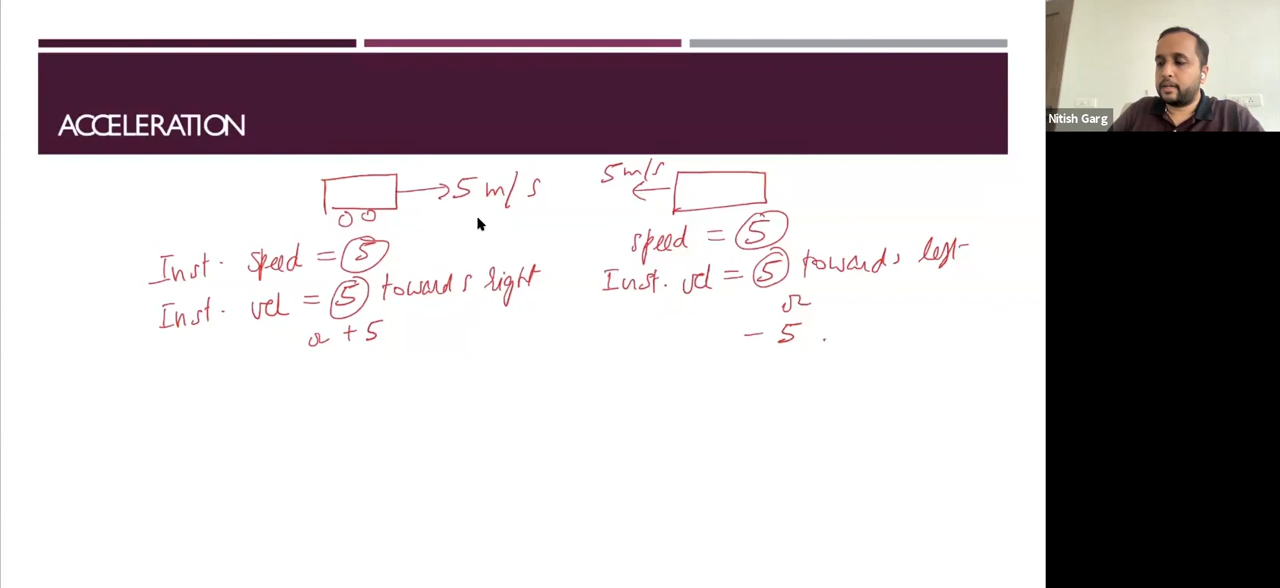 ACCELERATION
Nitish Garg
5 m/s
Inst. speed = 5
Inst. vel = 5 towards right
or + 5
5 m/s
speed = 5
Inst. vel = 5 towards left
or
- 5 .